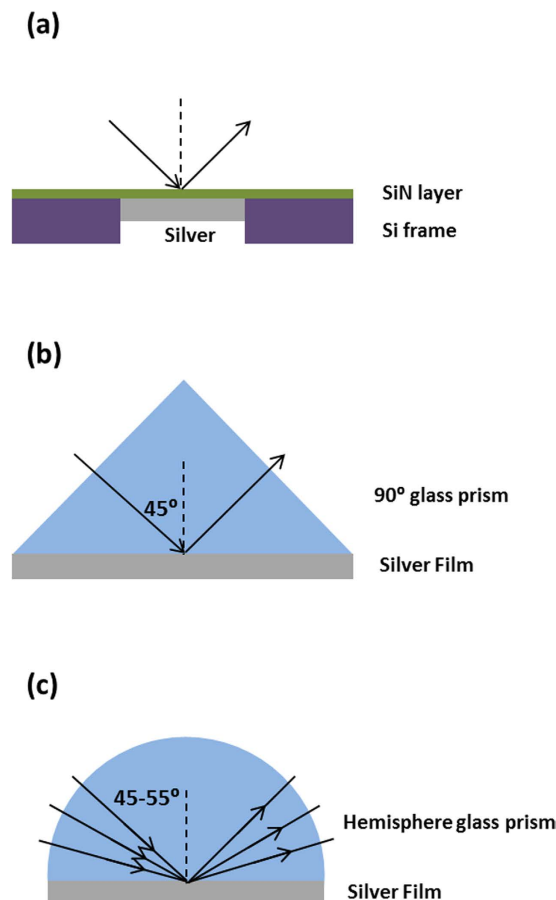 (a)
SiN layer
Silver
Si frame
(b)
45º
90º glass prism
Silver Film
(c)
45-55º
Hemisphere glass prism
Silver Film